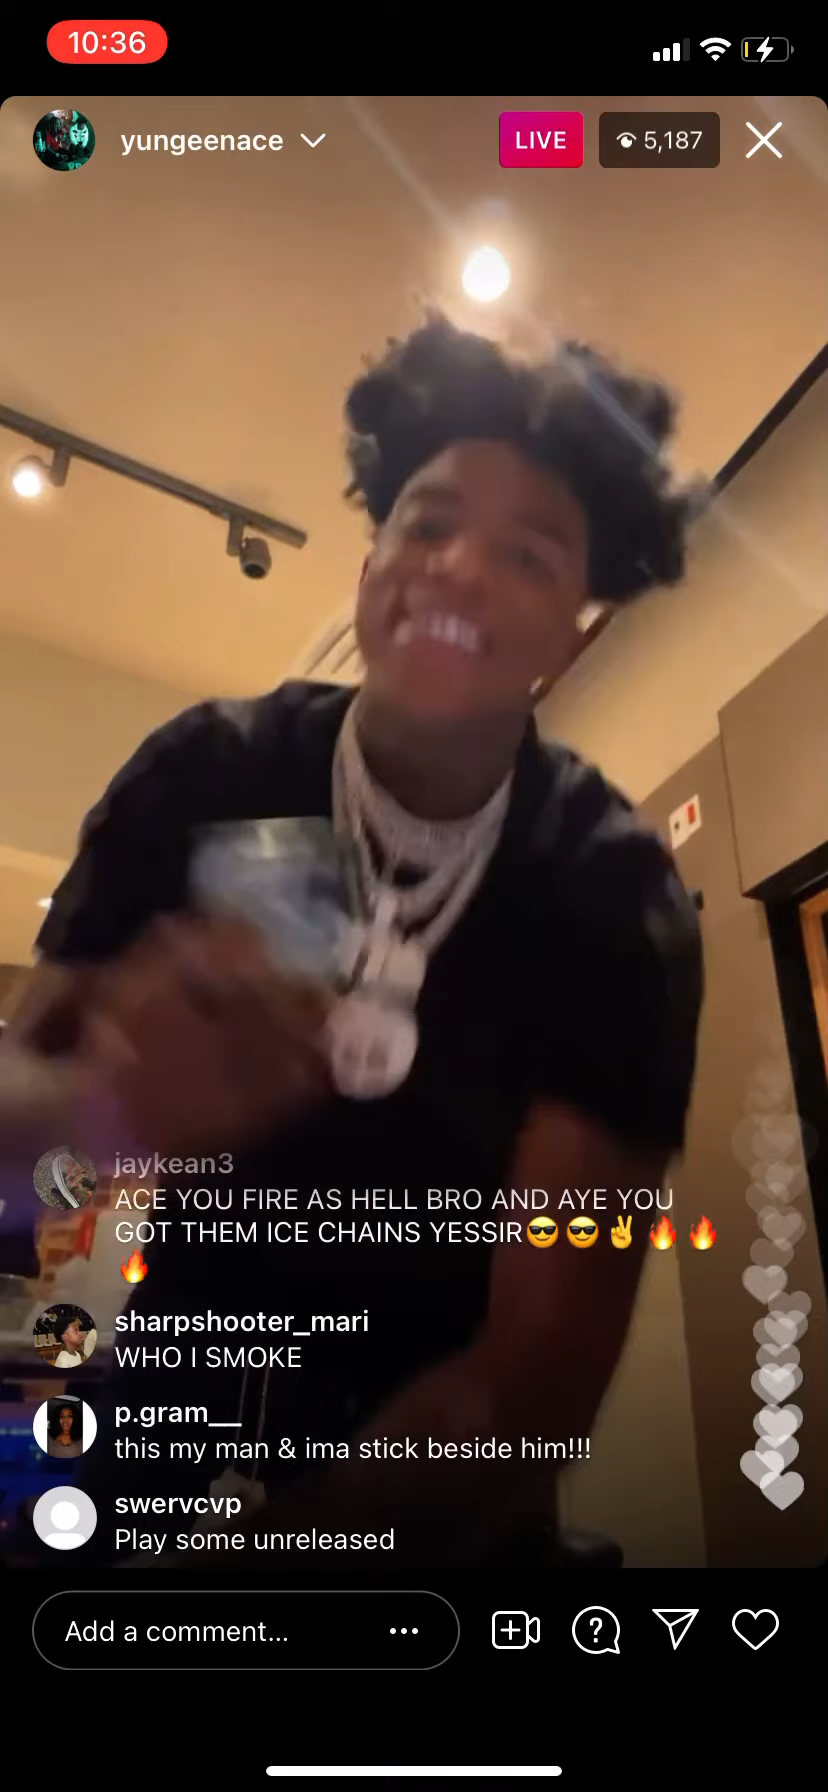 10:36
yungeenace
LIVE
5,187
jaykean3
ACE YOU FIRE AS HELL BRO AND AYE YOU
GOT THEM ICE CHAINS YESSIR😎😎✌️🔥🔥
🔥
sharpshooter_mari
WHO I SMOKE
p.gram__
this my man & ima stick beside him!!!
swervcvp
Play some unreleased
Add a comment...